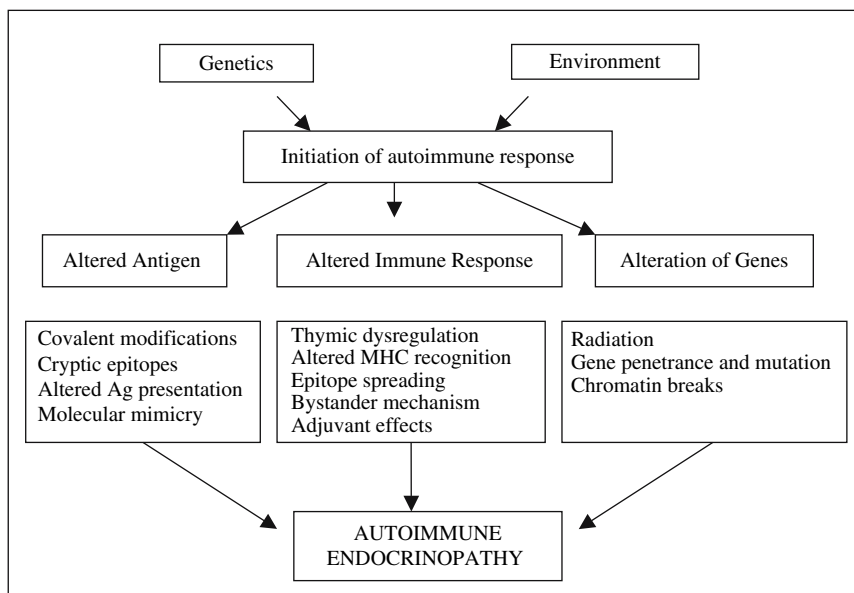 Genetics
Environment
Initiation of autoimmune response
Altered Antigen
Altered Immune Response
Alteration of Genes
Covalent modifications
Cryptic epitopes
Altered Ag presentation
Molecular mimicry
Thymic dysregulation
Altered MHC recognition
Epitope spreading
Bystander mechanism
Adjuvant effects
Radiation
Gene penetrance and mutation
Chromatin breaks
AUTOIMMUNE
ENDOCRINOPATHY